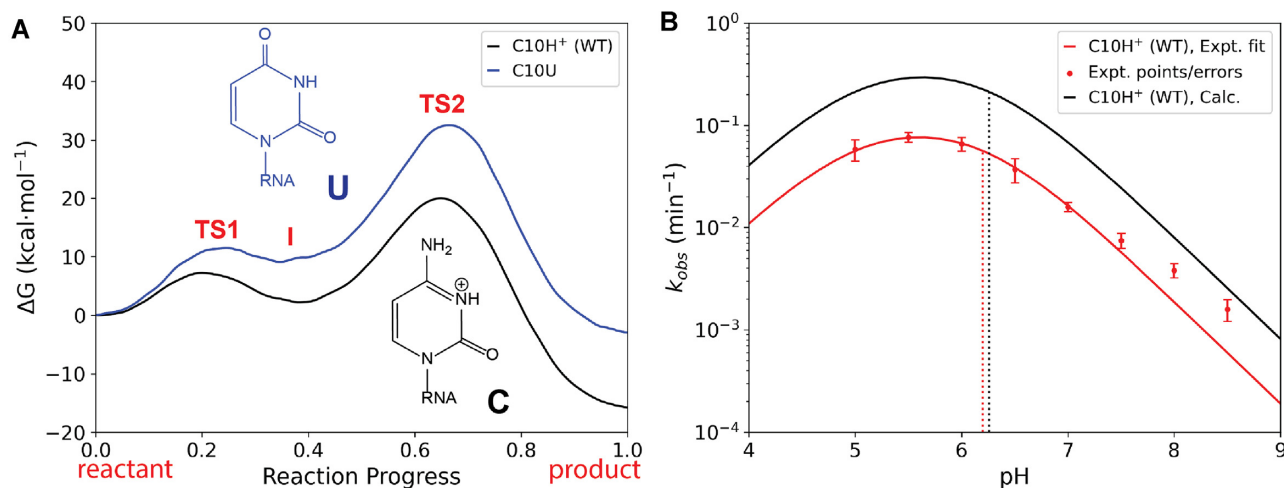 A
C10H⁺ (WT)
C10U
TS1
I
TS2
O
NH
N
O
RNA
U
NH₂
⊕
NH
N
O
RNA
C
ΔG (kcal·mol⁻¹)
50
40
30
20
10
0
−10
−20
0.0 0.2 0.4 0.6 0.8 1.0
reactant Reaction Progress product
B
C10H⁺ (WT), Expt. fit
Expt. points/errors
C10H⁺ (WT), Calc.
k_obs (min⁻¹)
10⁰
10⁻¹
10⁻²
10⁻³
10⁻⁴
4 5 6 7 8 9
pH